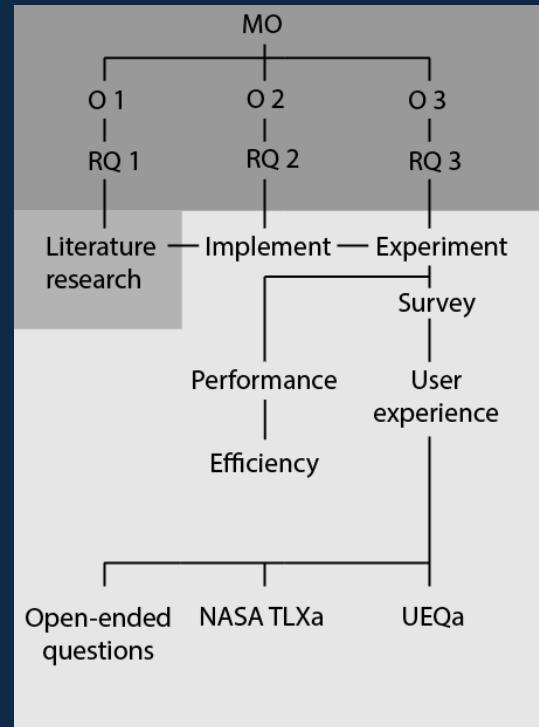 MO
O 1
O 2
O 3
RQ 1
RQ 2
RQ 3
Literature
research
Implement
Experiment
Survey
Performance
User
experience
Efficiency
Open-ended
questions
NASA TLXa
UEQa